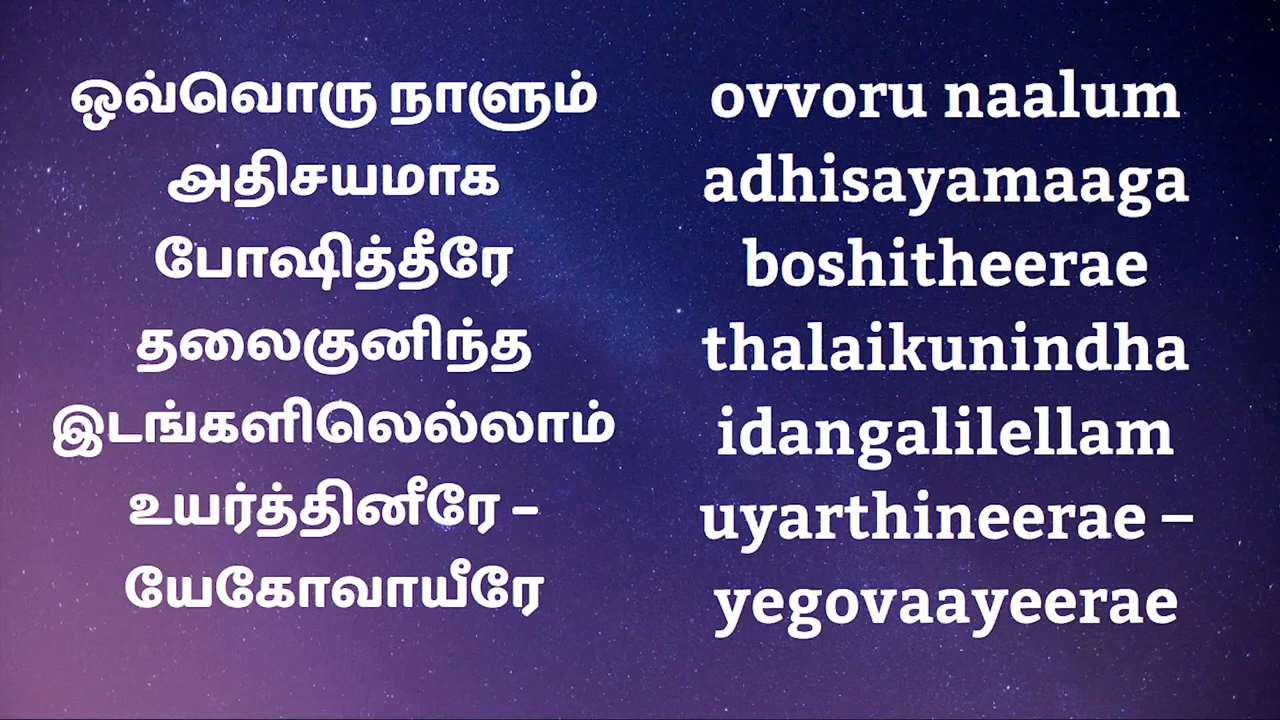 ஒவ்வொரு நாளும்
அதிசயமாக
போஷித்தீரே
தலைகுனிந்த
இடங்களிலெல்லாம்
உயர்த்தினீரே –
யேகோவாயீரே
ovvoru naalum
adhisayamaaga
boshitheerae
thalaikunindha
idangalilellam
uyarthineerae –
yegovaayeerae